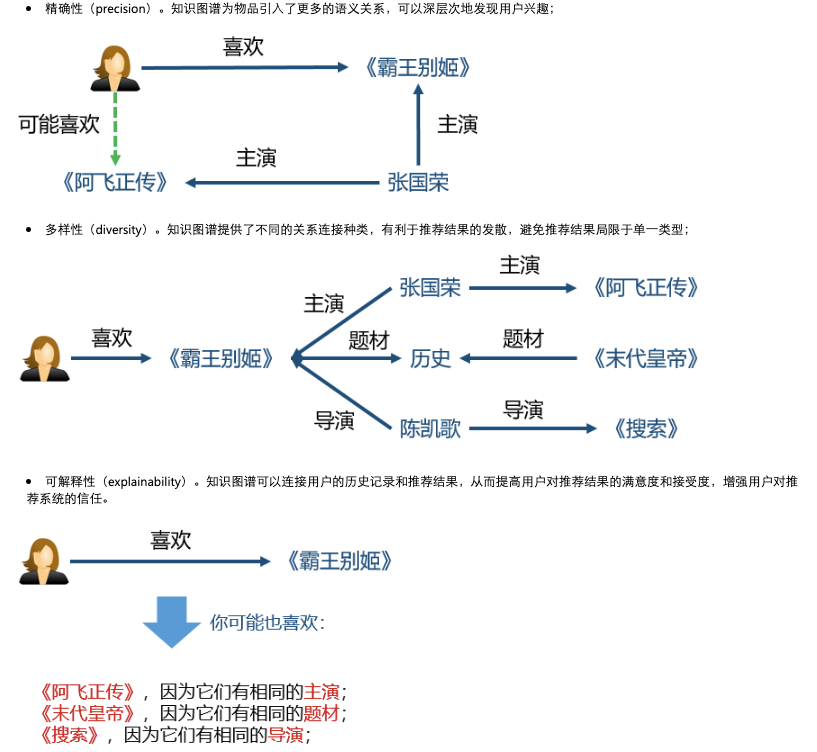 • 精确性（precision）。知识图谱为物品引入了更多的语义关系，可以深层次地发现用户兴趣；
喜欢
《霸王别姬》
可能喜欢
主演
主演
《阿飞正传》
张国荣
• 多样性（diversity）。知识图谱提供了不同的关系连接种类，有利于推荐结果的发散，避免推荐结果局限于单一类型；
主演
张国荣
《阿飞正传》
主演
喜欢
题材
题材
《霸王别姬》
历史
《末代皇帝》
导演
导演
陈凯歌
《搜索》
• 可解释性（explainability）。知识图谱可以连接用户的历史记录和推荐结果，从而提高用户对推荐结果的满意度和接受度，增强用户对推
荐系统的信任。
喜欢
《霸王别姬》
你可能也喜欢：
《阿飞正传》，因为它们有相同的主演；
《末代皇帝》，因为它们有相同的题材；
《搜索》，因为它们有相同的导演；